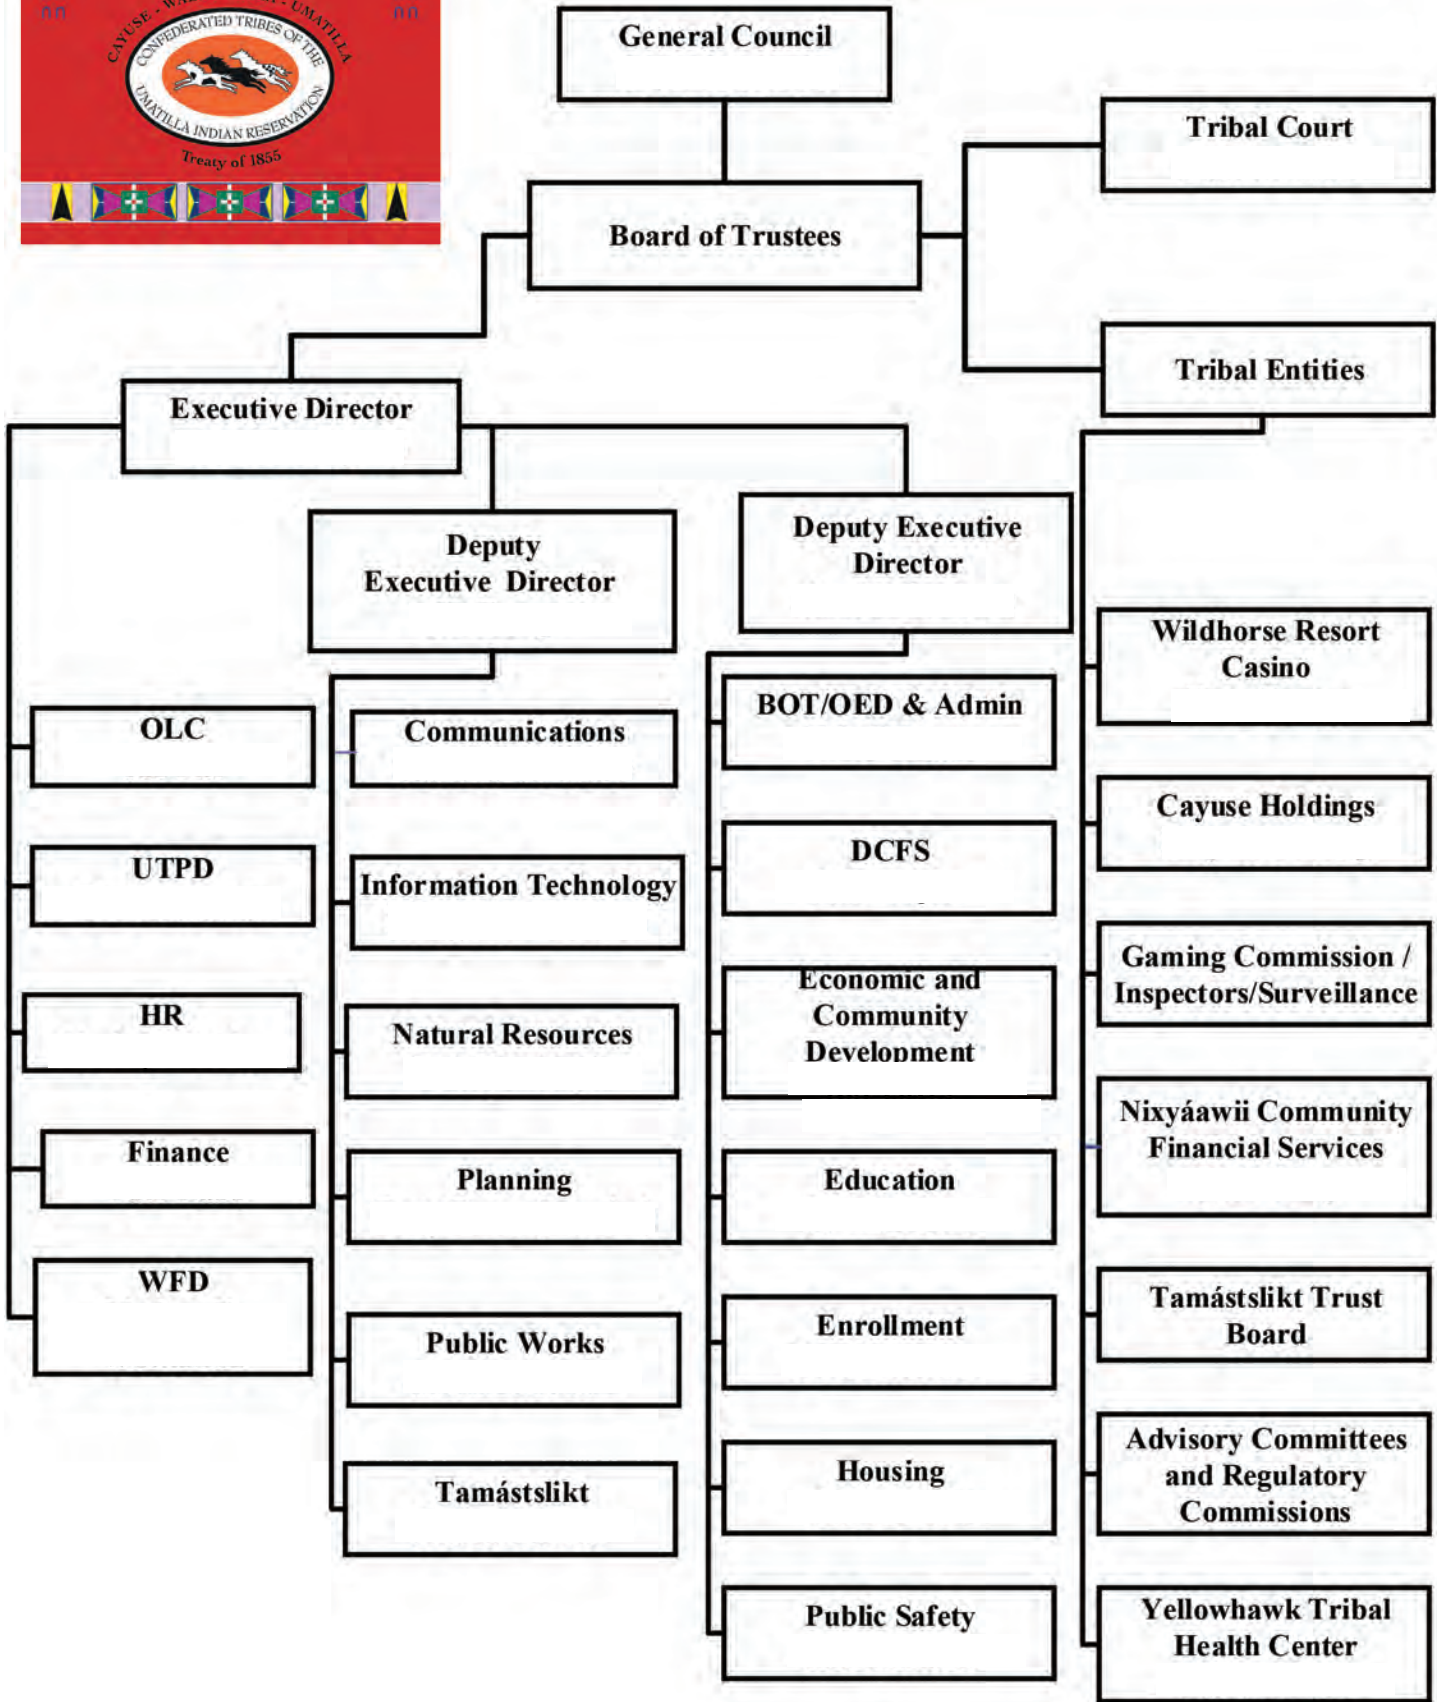 CAYUSE · WA
· UMATILLA
CONFEDERATED TRIBES OF THE
UMATILLA INDIAN RESERVATION
Treaty of 1855
General Council
Tribal Court
Board of Trustees
Tribal Entities
Executive Director
Deputy
Executive Director
Deputy Executive
Director
OLC
UTPD
HR
Finance
WFD
Communications
Information Technology
Natural Resources
Planning
Public Works
Tamástslikt
BOT/OED & Admin
DCFS
Economic and
Community
Development
Education
Enrollment
Housing
Public Safety
Wildhorse Resort
Casino
Cayuse Holdings
Gaming Commission /
Inspectors/Surveillance
Nixyáawii Community
Financial Services
Tamástslikt Trust
Board
Advisory Committees
and Regulatory
Commissions
Yellowhawk Tribal
Health Center